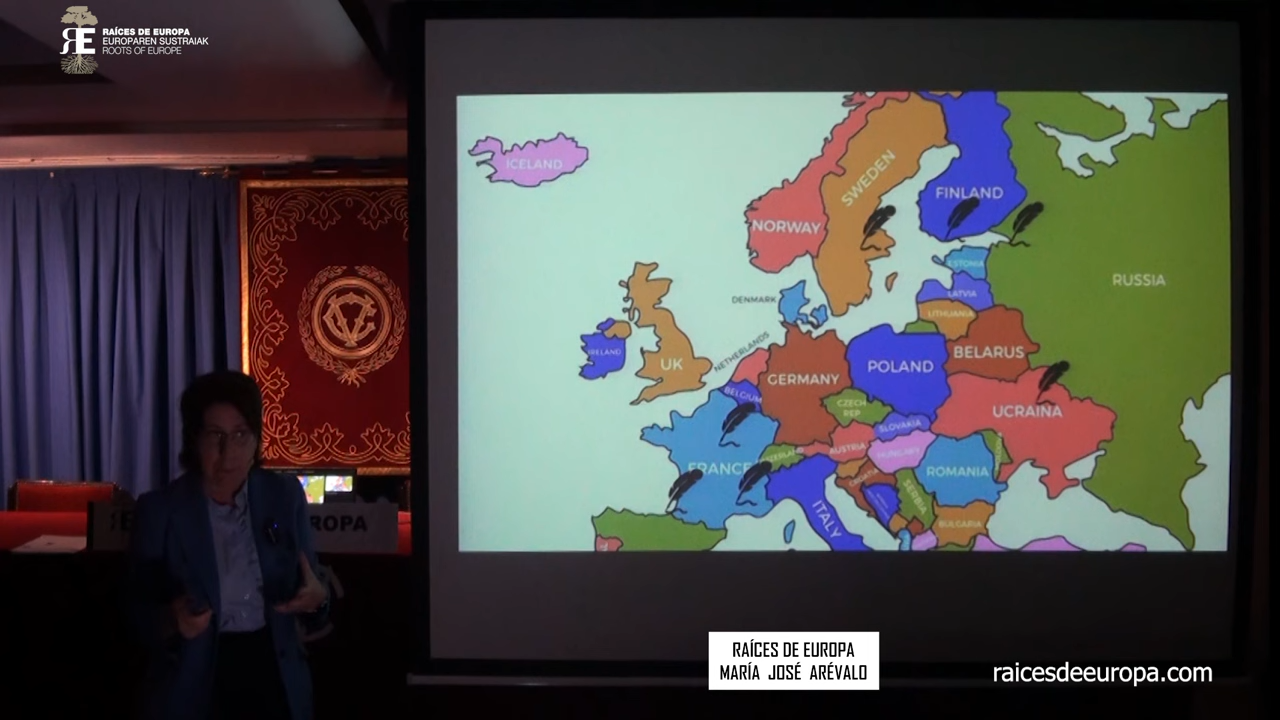 RAÍCES DE EUROPA
EUROPAREN SUSTRAIAK
ROOTS OF EUROPE
ICELAND
SWEDEN
FINLAND
NORWAY
RUSSIA
ESTONIA
DENMARK
LATVIA
LITHUANIA
IRELAND
UK
NETHERLANDS
POLAND
BELARUS
GERMANY
BELGIUM
CZECH
REP
UCRAINA
SLOVAKIA
FRANCE
AUSTRIA
HUNGARY
ROMANIA
CROATIA
SERBIA
ITALY
BULGARIA
ROPA
RAÍCES DE EUROPA
MARÍA JOSÉ ARÉVALO
raicesdeeuropa.com